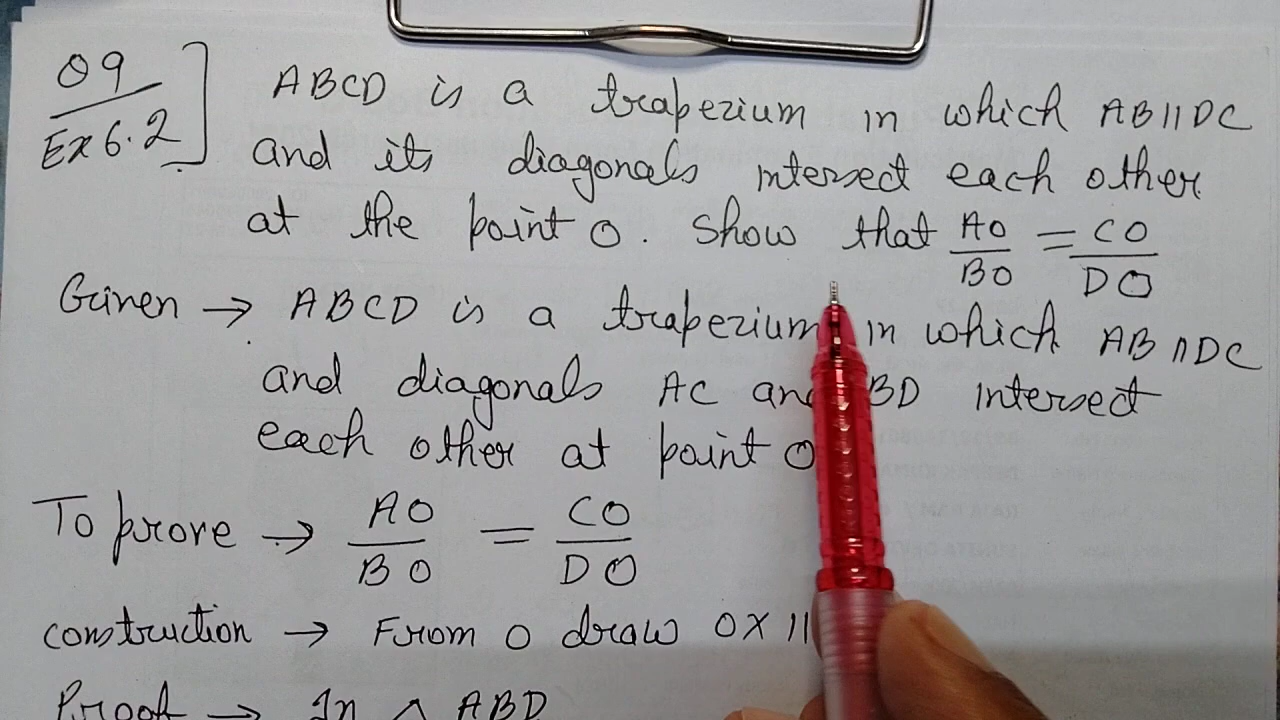 Q9 ABCD is a trapezium in which AB||DC
Ex 6.2 and its diagonals intersect each other
at the point O. Show that AO/BO = CO/DO
Given → ABCD is a trapezium in which AB||DC
and diagonals AC and BD intersect
each other at point O
To prove → AO/BO = CO/DO
Construction → From O draw OX ||
Proof → In △ ABD